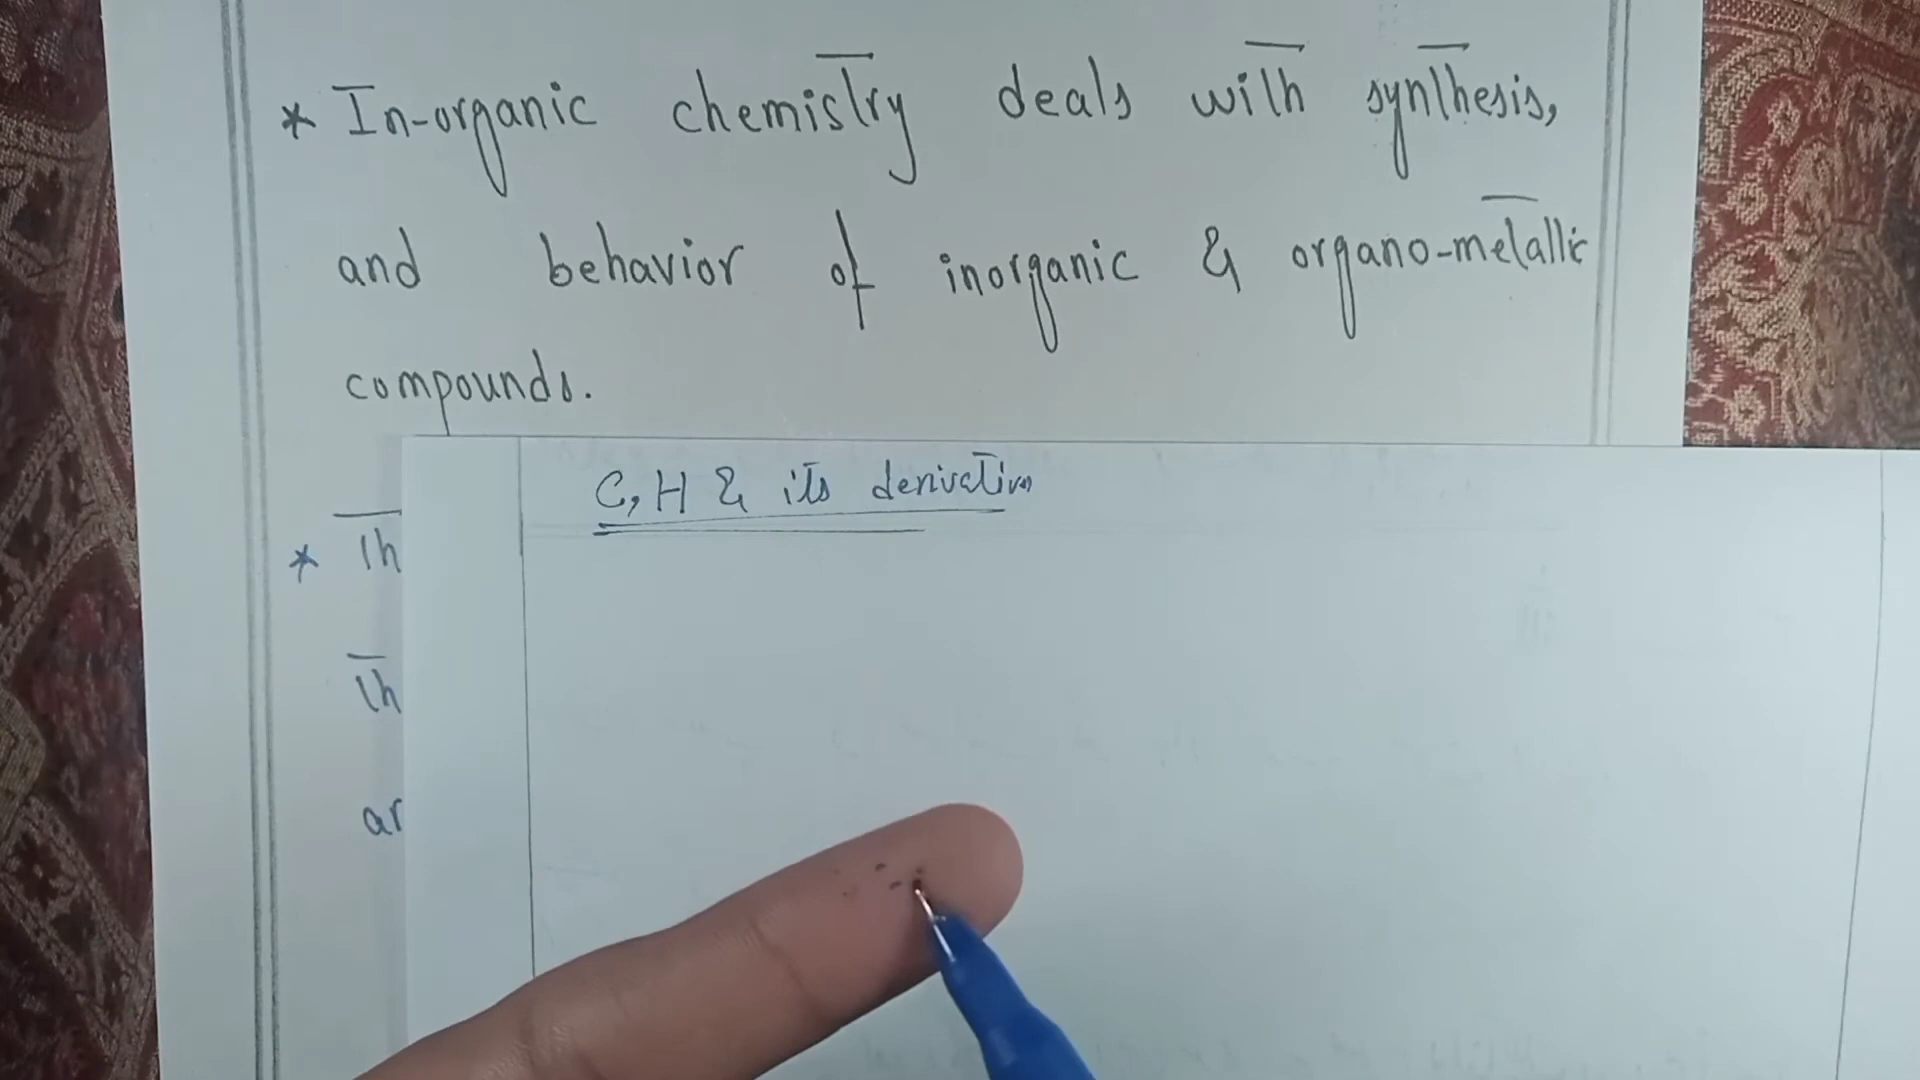 * In-organic chemistry deals with synthesis,
and behavior of inorganic & organo-metallic
compounds.
C, H & its derivatives
* Th
th
ar